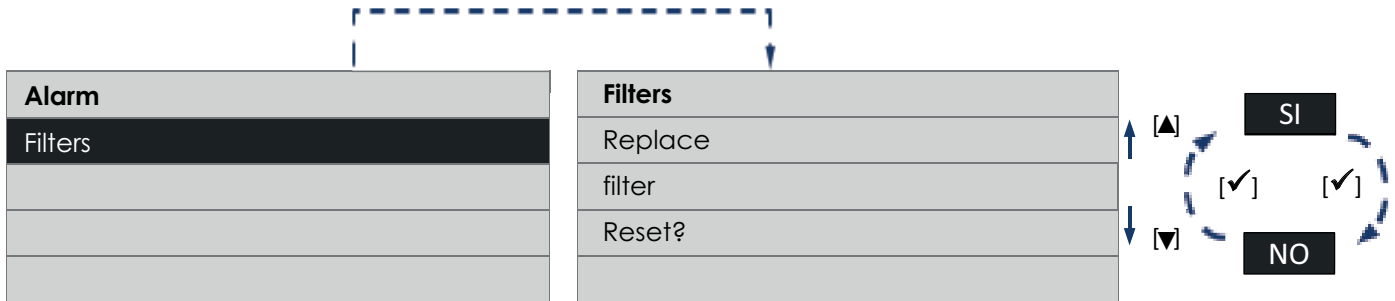 Alarm
Filters
Filters
Replace
filter
Reset?
[▲]
[▼]
SI
[✔] [✔]
NO